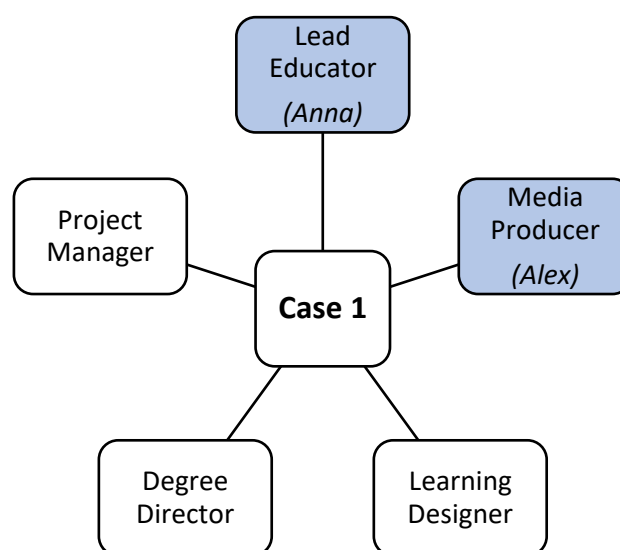 Lead
Educator
(Anna)
Project
Manager
Media
Producer
(Alex)
Case 1
Degree
Director
Learning
Designer